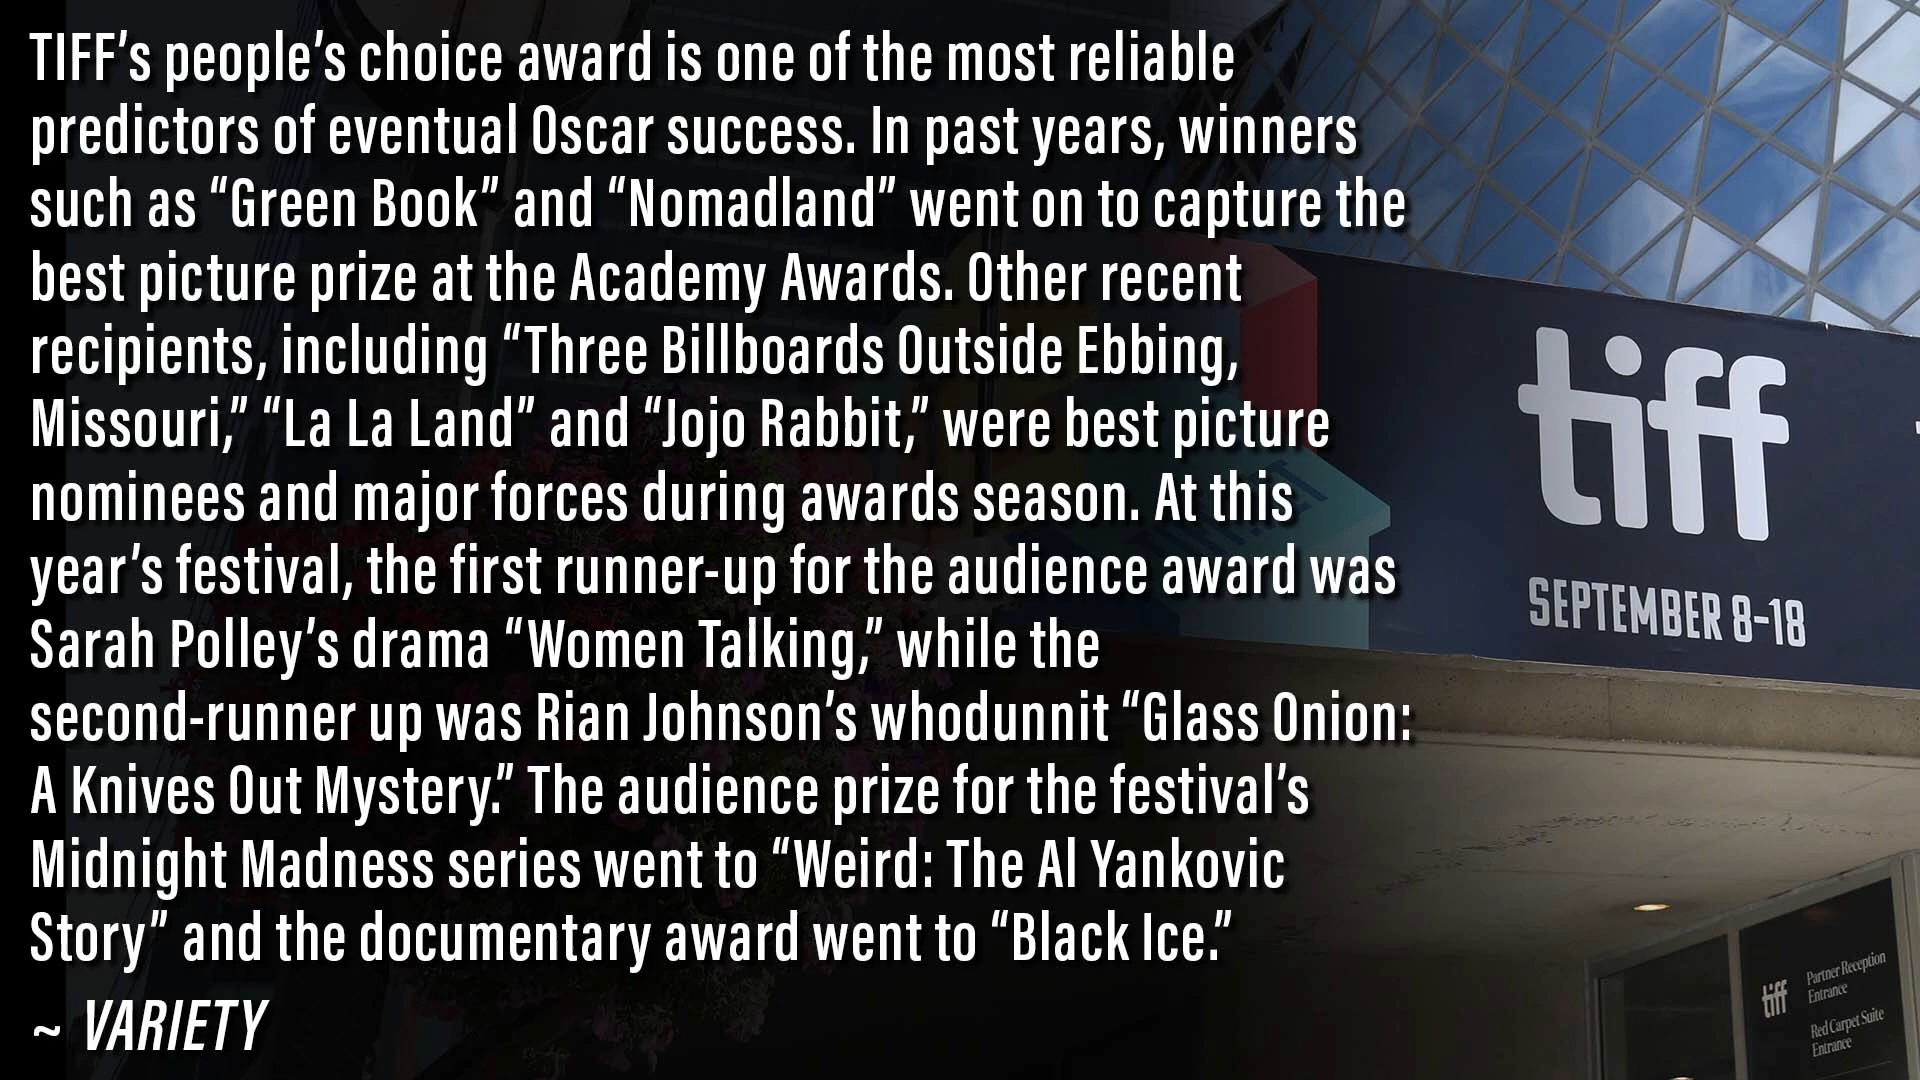 TIFF’s people’s choice award is one of the most reliable
predictors of eventual Oscar success. In past years, winners
such as “Green Book” and “Nomadland” went on to capture the
best picture prize at the Academy Awards. Other recent
recipients, including “Three Billboards Outside Ebbing,
Missouri,” “La La Land” and “Jojo Rabbit,” were best picture
nominees and major forces during awards season. At this
year’s festival, the first runner-up for the audience award was
Sarah Polley’s drama “Women Talking,” while the
second-runner up was Rian Johnson’s whodunnit “Glass Onion:
A Knives Out Mystery.” The audience prize for the festival’s
Midnight Madness series went to “Weird: The Al Yankovic
Story” and the documentary award went to “Black Ice.”
~ VARIETY
tiff
SEPTEMBER 8-18
tiff
Partner Reception
Entrance
Red Carpet Suite
Entrance